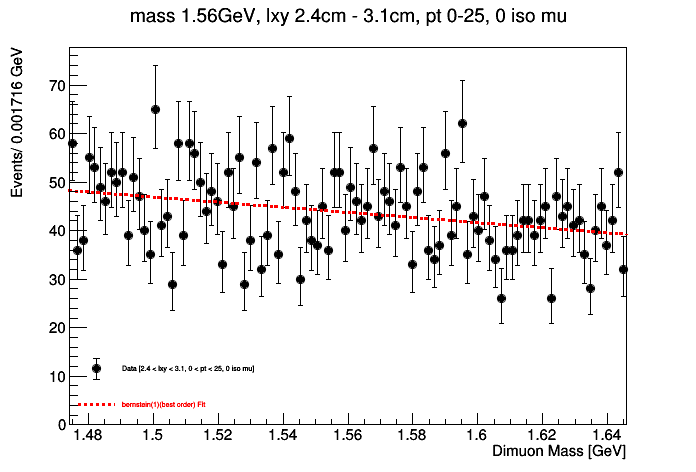 mass 1.56GeV, lxy 2.4cm - 3.1cm, pt 0-25, 0 iso mu
Events/ 0.001716 GeV
70
60
50
40
30
20
10
0
Data [2.4 < lxy < 3.1, 0 < pt < 25, 0 iso mu]
bernstein(1)(best order) Fit
1.48 1.5 1.52 1.54 1.56 1.58 1.6 1.62 1.64
Dimuon Mass [GeV]